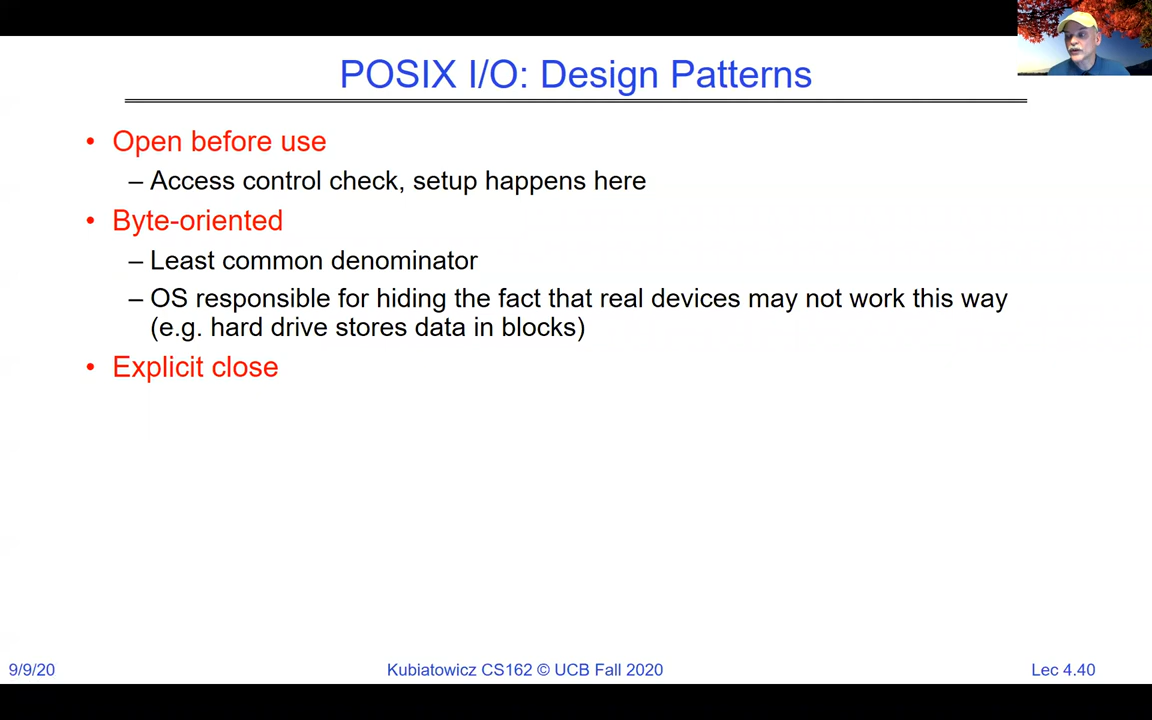 POSIX I/O: Design Patterns
• Open before use
– Access control check, setup happens here
• Byte-oriented
– Least common denominator
– OS responsible for hiding the fact that real devices may not work this way
(e.g. hard drive stores data in blocks)
• Explicit close
9/9/20
Kubiatowicz CS162 © UCB Fall 2020
Lec 4.40